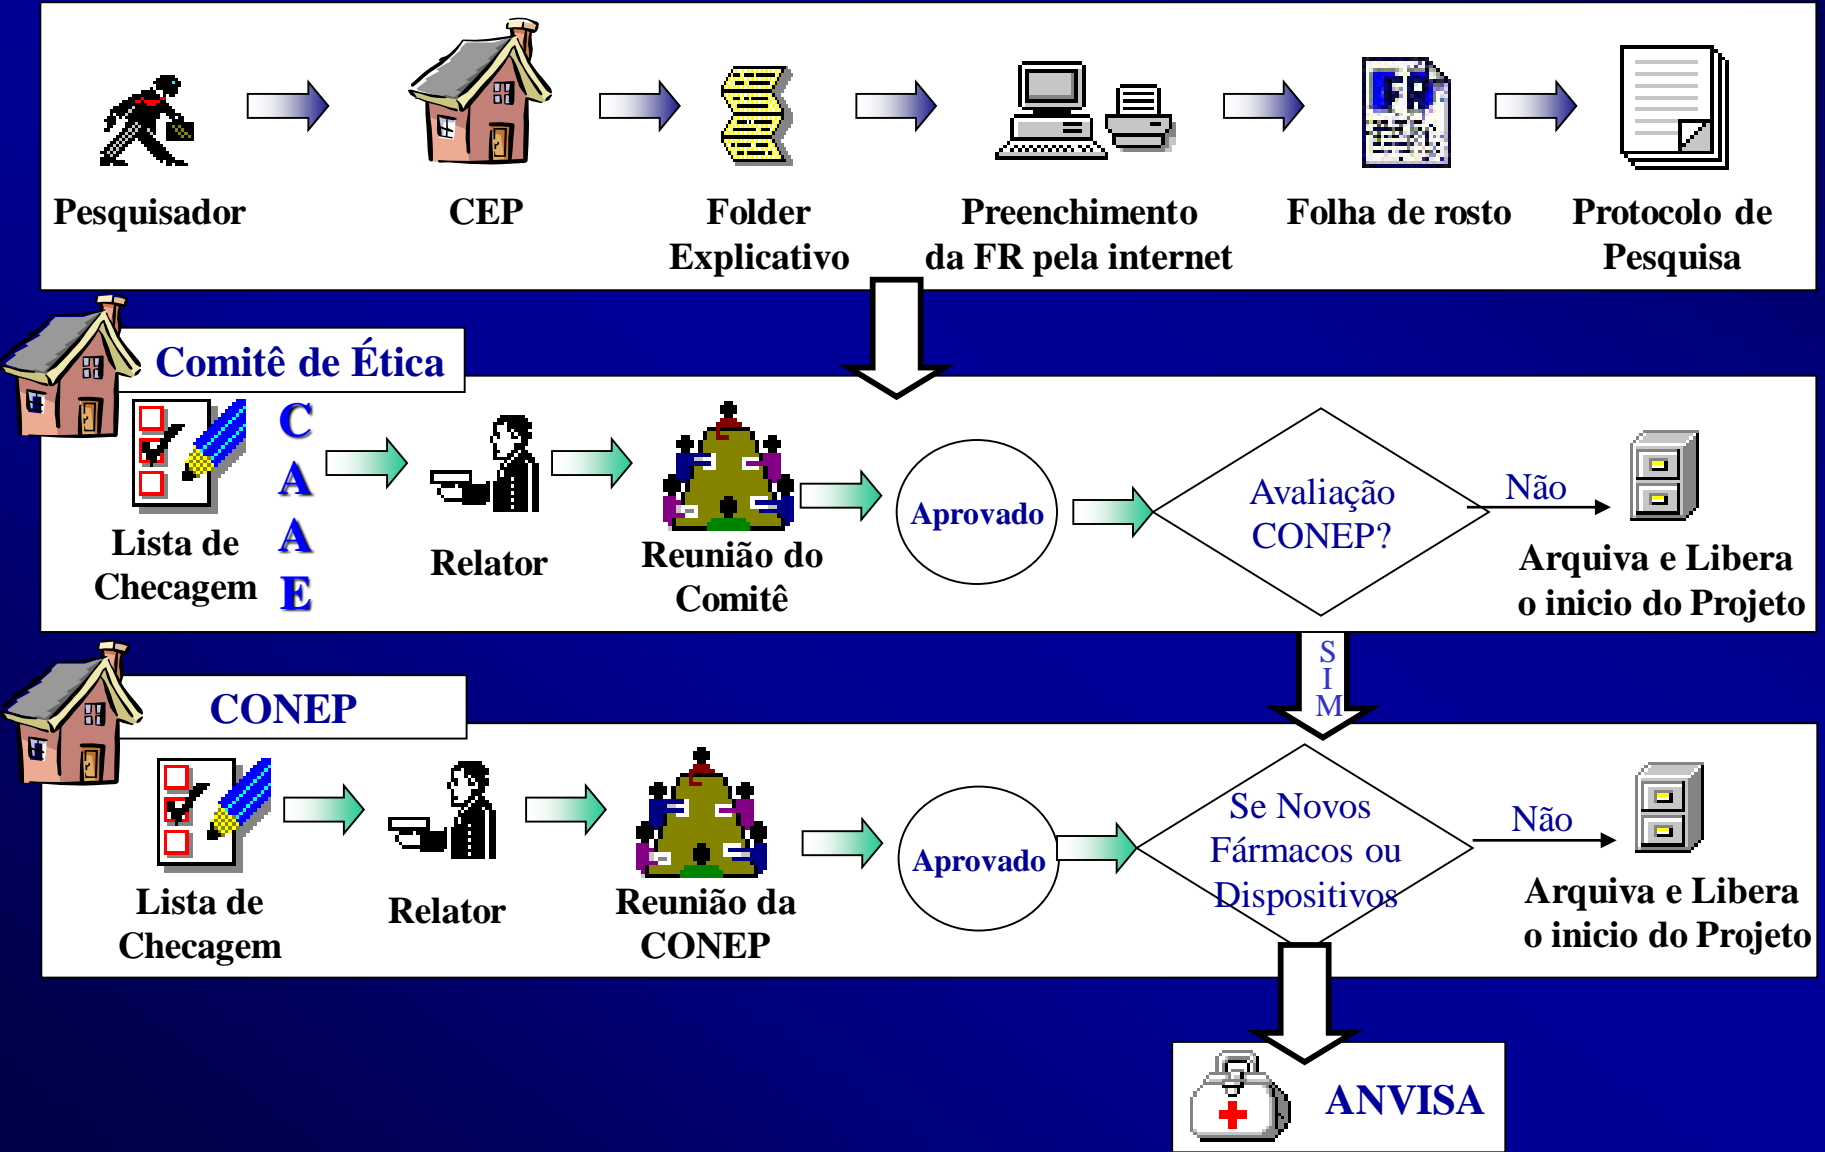 Pesquisador
CEP
Folder
Explicativo
Preenchimento
da FR pela internet
FR
Folha de rosto
Protocolo de
Pesquisa
Comitê de Ética
Lista de
Checagem
C
A
A
E
Relator
Reunião do
Comitê
Aprovado
Avaliação
CONEP?
Não
Arquiva e Libera
o inicio do Projeto
S
I
M
CONEP
Lista de
Checagem
Relator
Reunião da
CONEP
Aprovado
Se Novos
Fármacos ou
Dispositivos
Não
Arquiva e Libera
o inicio do Projeto
ANVISA